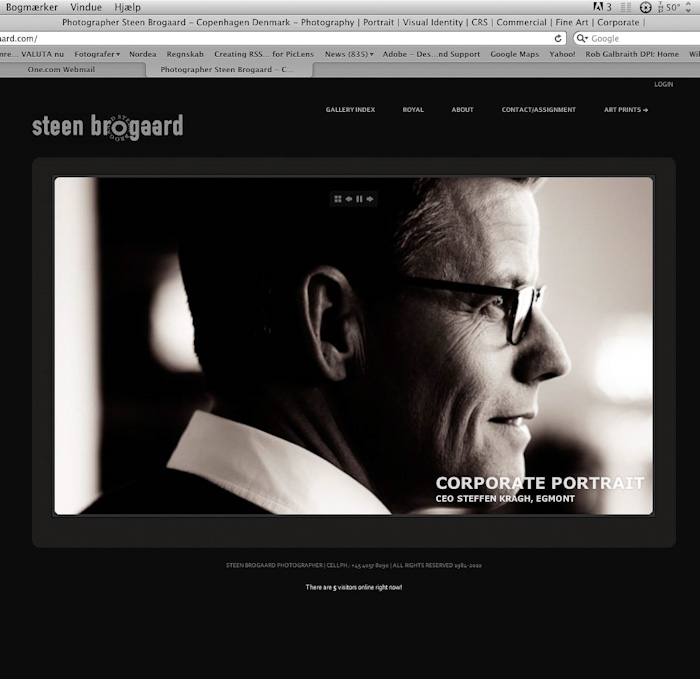 Bogmærker Vindue Hjælp 3 50°
Photographer Steen Brogaard – Copenhagen Denmark – Photography | Portrait | Visual Identity | CRS | Commercial | Fine Art | Corporate |
aard.com/ Google
nre... VALUTA nu Fotografer Nordea Regnskab Creating RSS... for PicLens News (835) Adobe – Des...nd Support Google Maps Yahoo! Rob Galbraith DPI: Home Wil
One.com Webmail Photographer Steen Brogaard – C...
LOGIN
GALLERY INDEX ROYAL ABOUT CONTACT/ASSIGNMENT ART PRINTS
steen brogaard
CORPORATE PORTRAIT
CEO STEFFEN KRAGH, EGMONT
STEEN BROGAARD PHOTOGRAPHER | CELLPH.: +45 4057 8090 | ALL RIGHTS RESERVED 1984-2010
There are 5 visitors online right now!